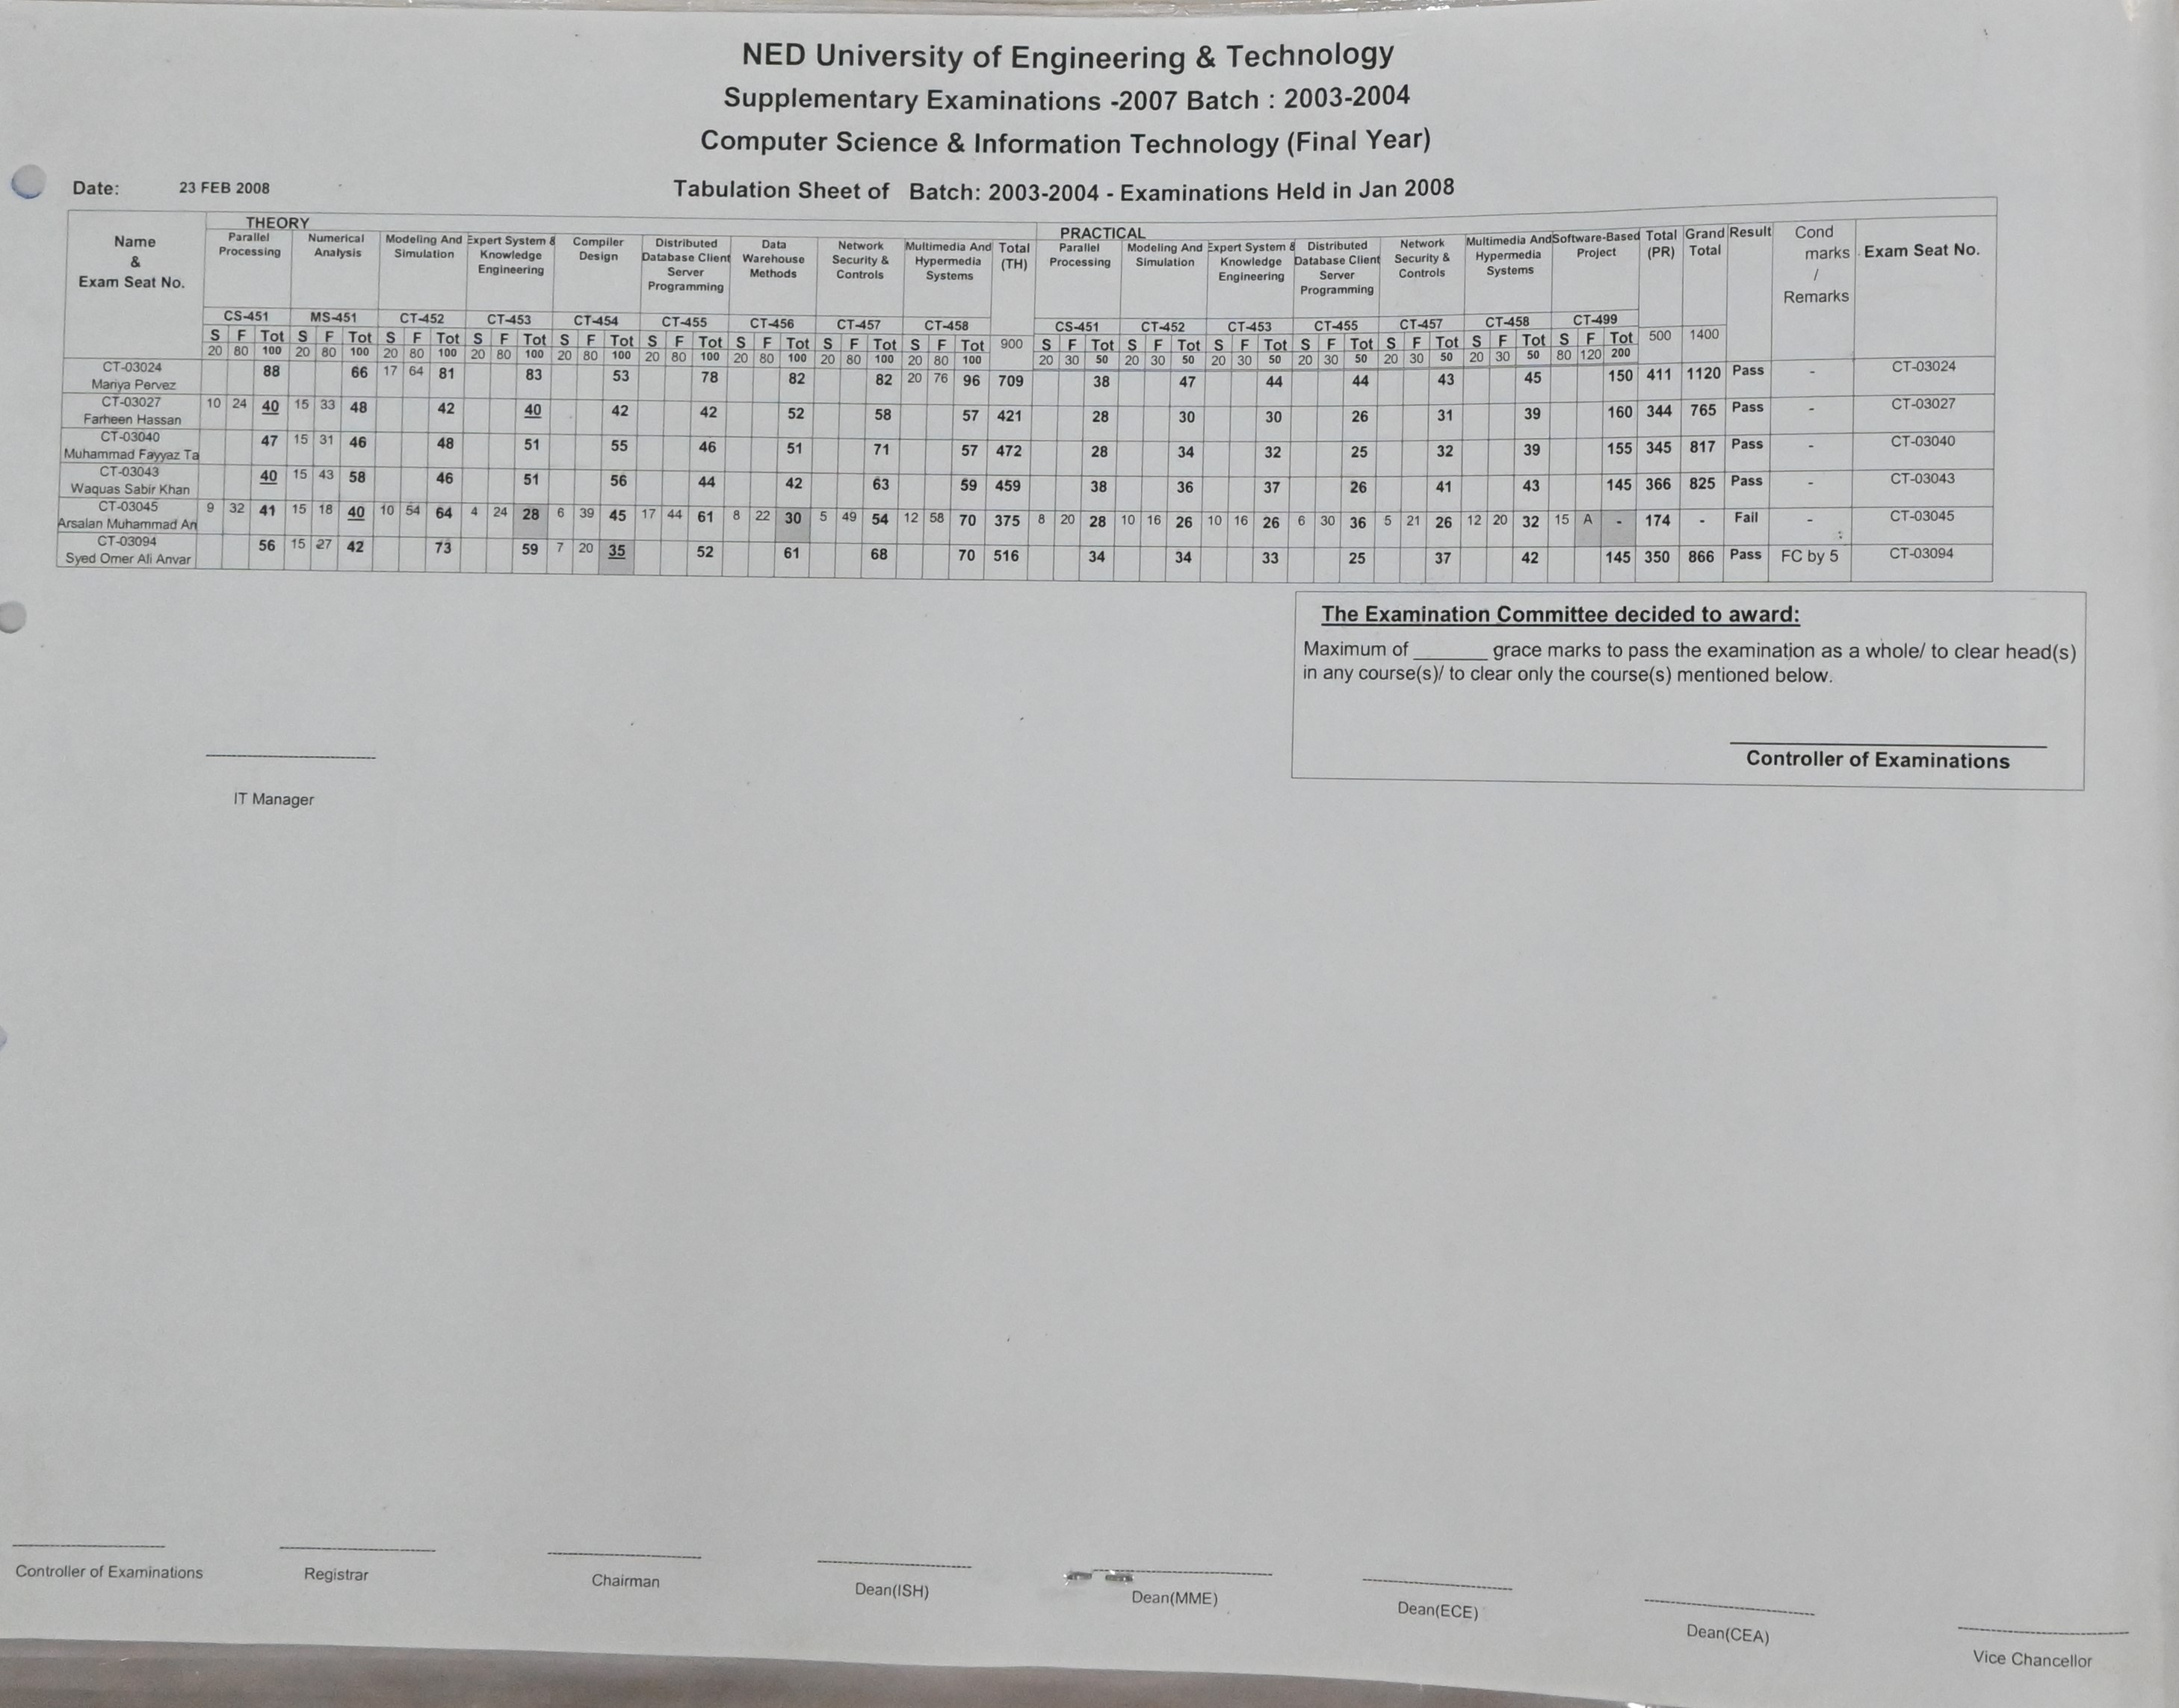 NED University of Engineering & Technology
Supplementary Examinations -2007 Batch : 2003-2004
Computer Science & Information Technology (Final Year)
Date: 23 FEB 2008 Tabulation Sheet of Batch: 2003-2004 - Examinations Held in Jan 2008
THEORY PRACTICAL
Name & Exam Seat No. Parallel Processing Numerical Analysis Modeling And Simulation Expert System & Knowledge Engineering Compiler Design Distributed Database Client Server Programming Data Warehouse Methods Network Security & Controls Multimedia And Hypermedia Systems Total (TH) Parallel Processing Modeling And Simulation Expert System & Knowledge Engineering Distributed Database Client Server Programming Network Security & Controls Multimedia And Hypermedia Systems Software-Based Project Total (PR) Grand Total Result Cond marks / Remarks Exam Seat No.
CS-451 MS-451 CT-452 CT-453 CT-454 CT-455 CT-456 CT-457 CT-458 CS-451 CT-452 CT-453 CT-455 CT-457 CT-458 CT-499
S F Tot S F Tot S F Tot S F Tot S F Tot S F Tot S F Tot S F Tot S F Tot S F Tot S F Tot S F Tot S F Tot S F Tot S F Tot S F Tot
20 80 100 20 80 100 20 80 100 20 80 100 20 80 100 20 80 100 20 80 100 20 80 100 20 80 100 900 20 30 50 20 30 50 20 30 50 20 30 50 20 30 50 20 30 50 80 120 200 500 1400
CT-03024 88 66 17 64 81 83 53 78 82 82 20 76 96 709 38 47 44 44 43 45 150 411 1120 Pass - CT-03024
Mariya Pervez
CT-03027 10 24 40 15 33 48 42 40 42 42 52 58 57 421 28 30 30 26 31 39 160 344 765 Pass - CT-03027
Farheen Hassan
CT-03040 47 15 31 46 48 51 55 46 51 71 57 472 28 34 32 25 32 39 155 345 817 Pass - CT-03040
Muhammad Fayyaz Ta
CT-03043 40 15 43 58 46 51 56 44 42 63 59 459 38 36 37 26 41 43 145 366 825 Pass - CT-03043
Waquas Sabir Khan
CT-03045 9 32 41 15 18 40 10 54 64 4 24 28 6 39 45 17 44 61 8 22 30 5 49 54 12 58 70 375 8 20 28 10 16 26 10 16 26 6 30 36 5 21 26 12 20 32 15 A - 174 - Fail - CT-03045
Arsalan Muhammad An
CT-03094 56 15 27 42 73 59 7 20 35 52 61 68 70 516 34 34 33 25 37 42 145 350 866 Pass FC by 5 CT-03094
Syed Omer Ali Anvar
The Examination Committee decided to award:
Maximum of _______ grace marks to pass the examination as a whole/ to clear head(s)
in any course(s)/ to clear only the course(s) mentioned below.
Controller of Examinations
IT Manager
Controller of Examinations Registrar Chairman Dean(ISH) Dean(MME) Dean(ECE) Dean(CEA) Vice Chancellor